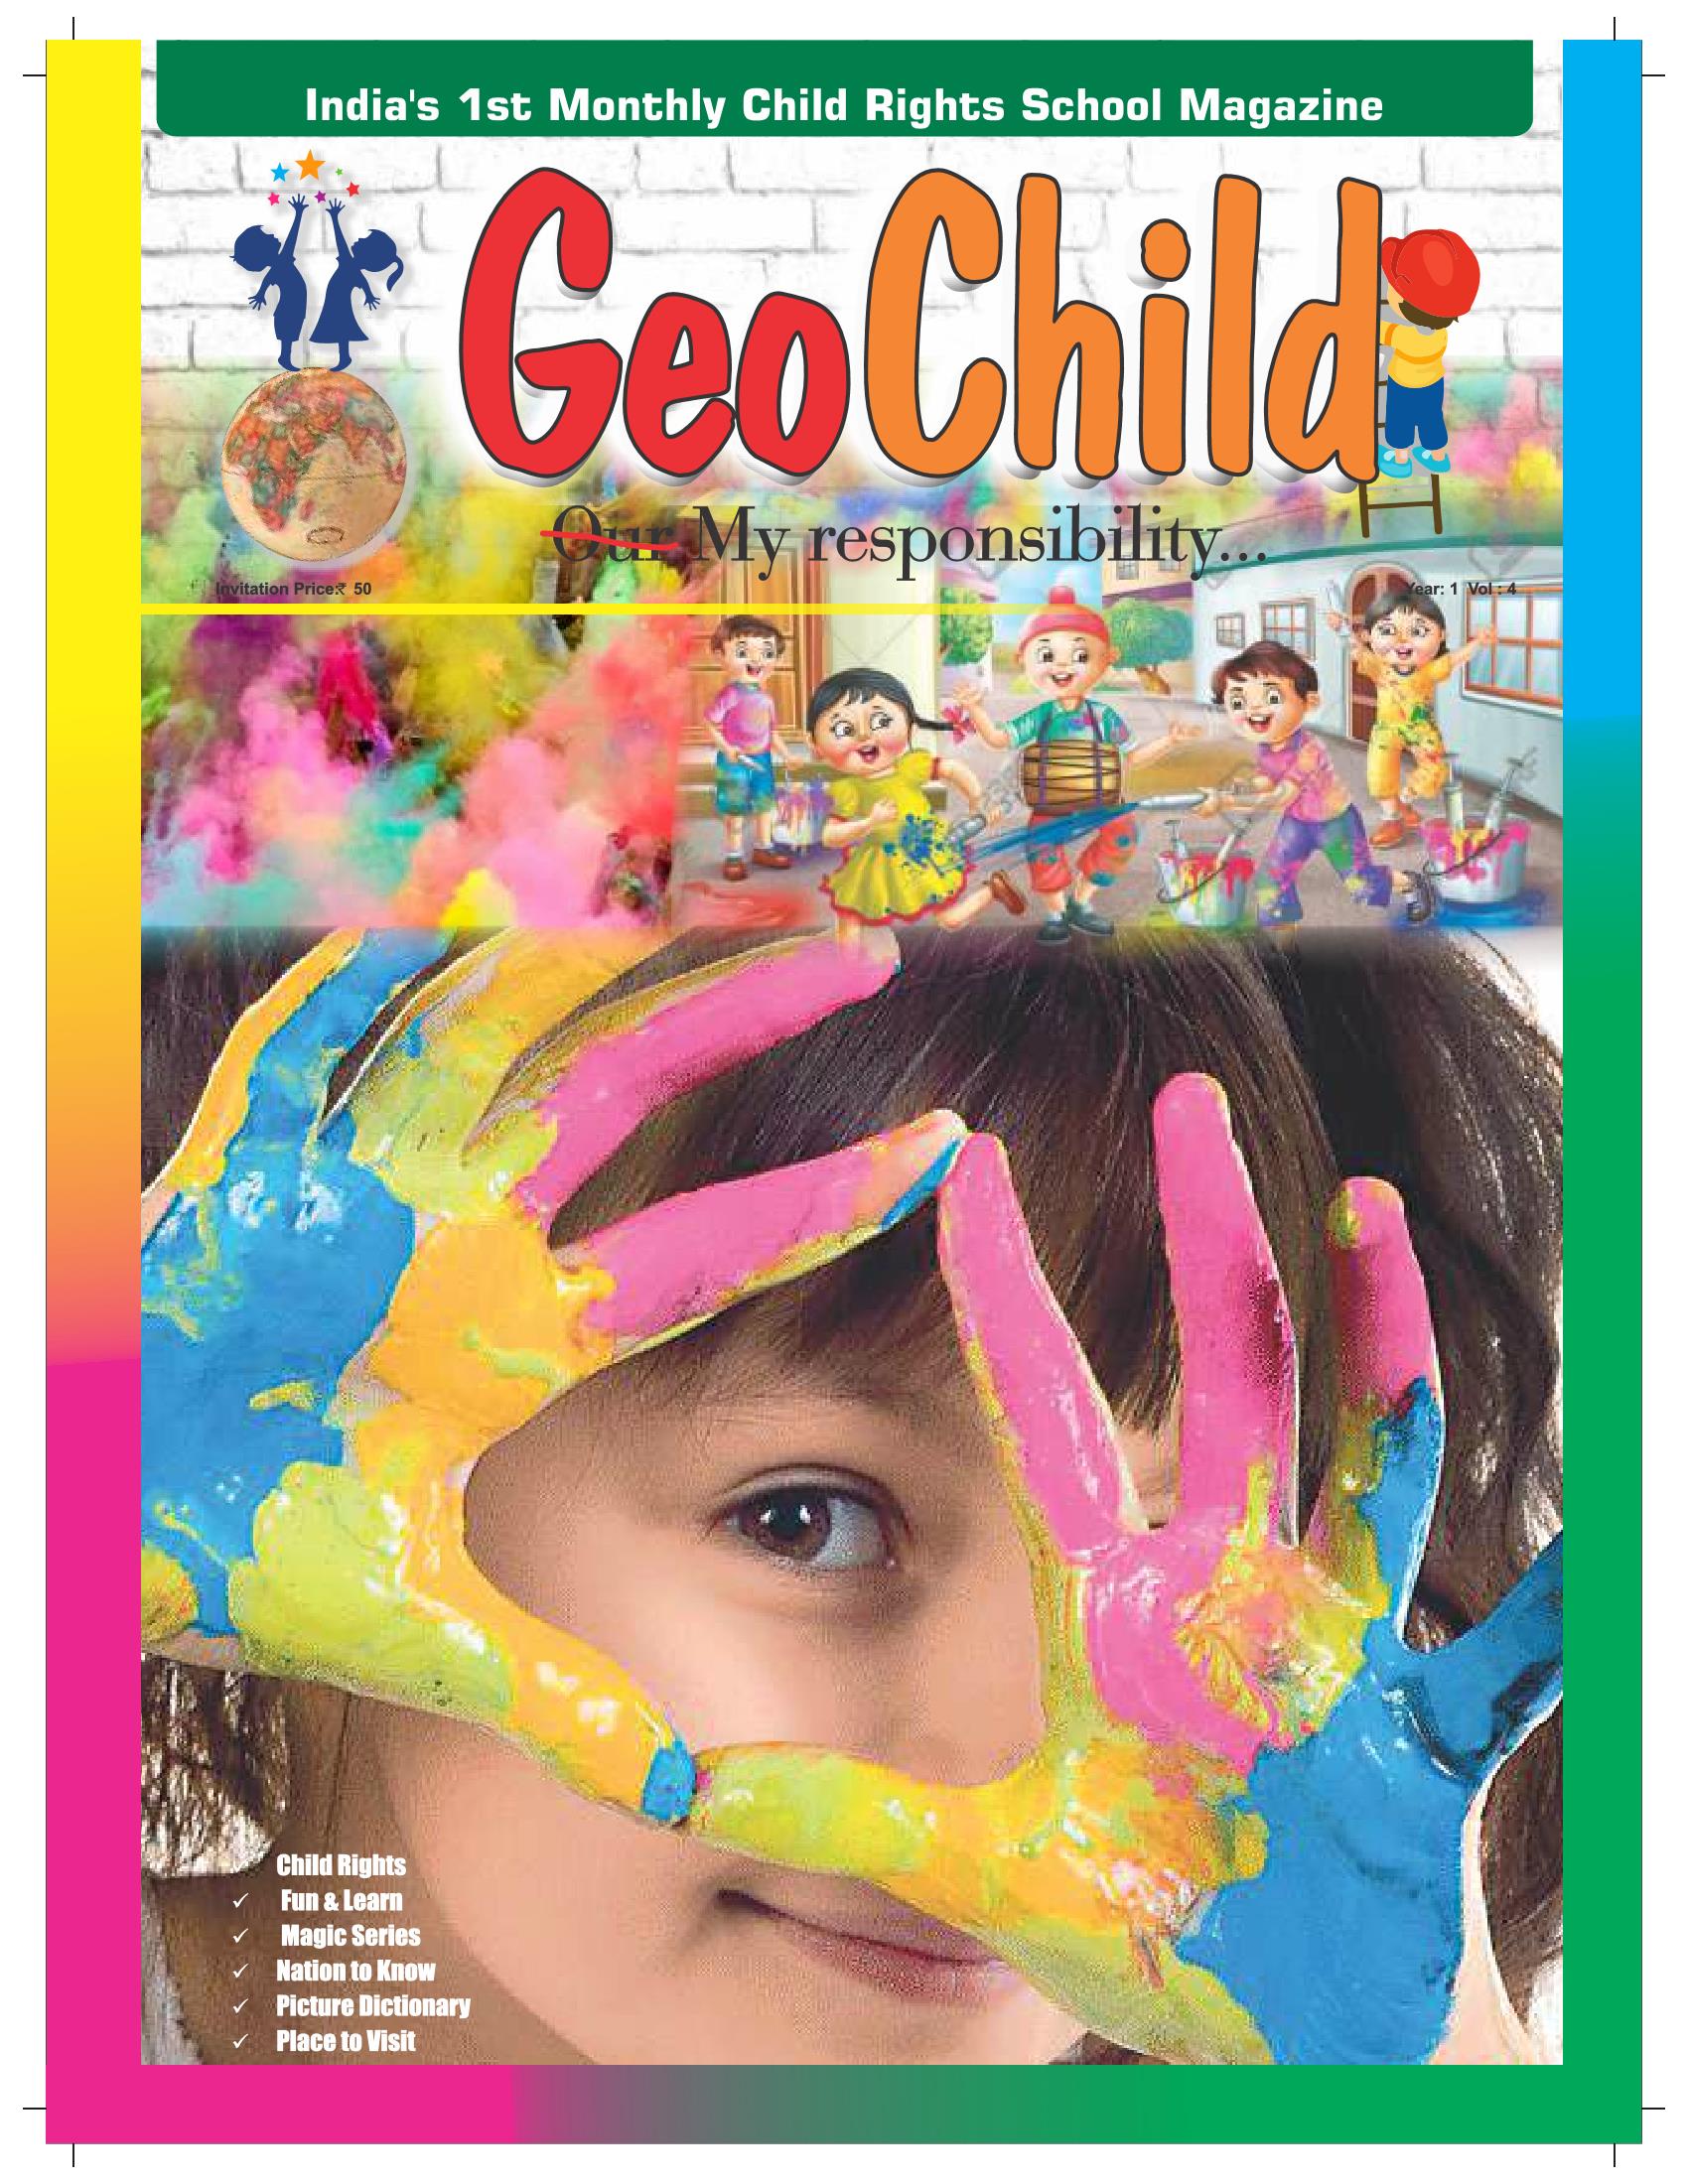 India's 1st Monthly Child Rights School Magazine
GeoChild
Our My responsibility...
Invitation Price:₹ 50
Year: 1 Vol : 4
Child Rights
✓ Fun & Learn
✓ Magic Series
✓ Nation to Know
✓ Picture Dictionary
✓ Place to Visit